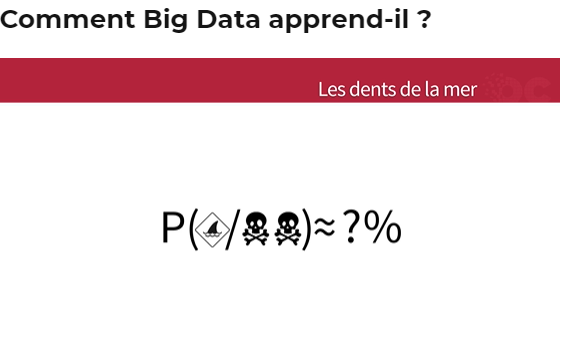 Comment Big Data apprend-il ?
Les dents de la mer
P(/☠☠)≈?%